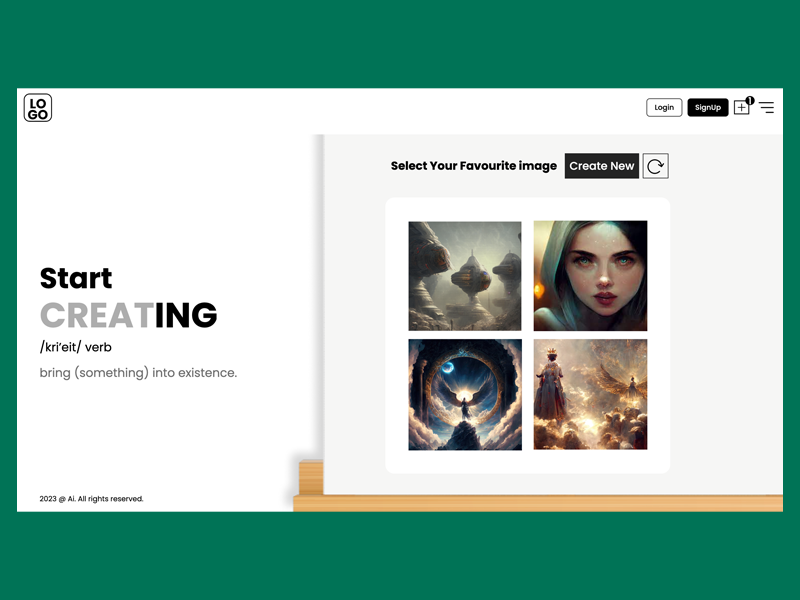 LO
GO
Login
SignUp
1
Select Your Favourite image
Create New
Start
CREATING
/kri'eit/ verb
bring (something) into existence.
2023 @ Ai. All rights reserved.